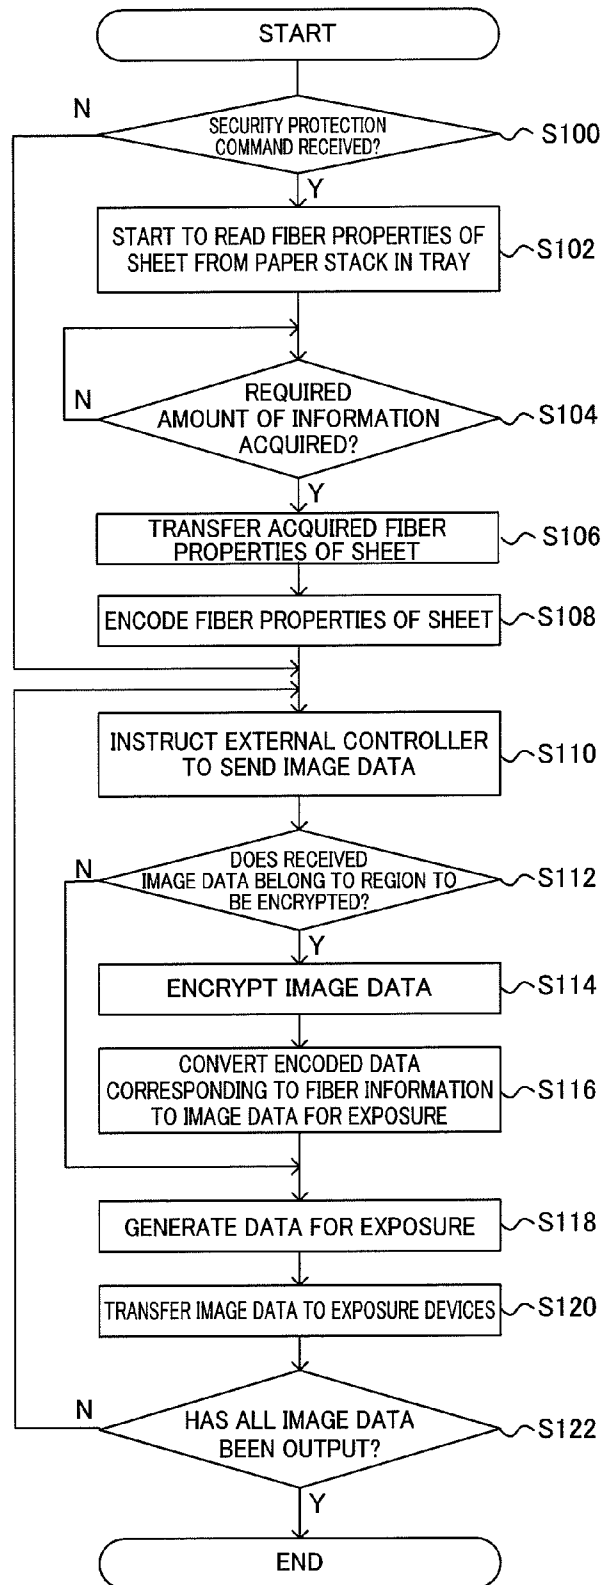 START
N
SECURITY PROTECTION
COMMAND RECEIVED?
S100
Y
START TO READ FIBER PROPERTIES OF
SHEET FROM PAPER STACK IN TRAY
S102
N
REQUIRED
AMOUNT OF INFORMATION
ACQUIRED?
S104
Y
TRANSFER ACQUIRED FIBER
PROPERTIES OF SHEET
S106
ENCODE FIBER PROPERTIES OF SHEET
S108
INSTRUCT EXTERNAL CONTROLLER
TO SEND IMAGE DATA
S110
N
DOES RECEIVED
IMAGE DATA BELONG TO REGION TO
BE ENCRYPTED?
S112
Y
ENCRYPT IMAGE DATA
S114
CONVERT ENCODED DATA
CORRESPONDING TO FIBER INFORMATION
TO IMAGE DATA FOR EXPOSURE
S116
GENERATE DATA FOR EXPOSURE
S118
TRANSFER IMAGE DATA TO EXPOSURE DEVICES
S120
N
HAS ALL IMAGE DATA
BEEN OUTPUT?
S122
Y
END